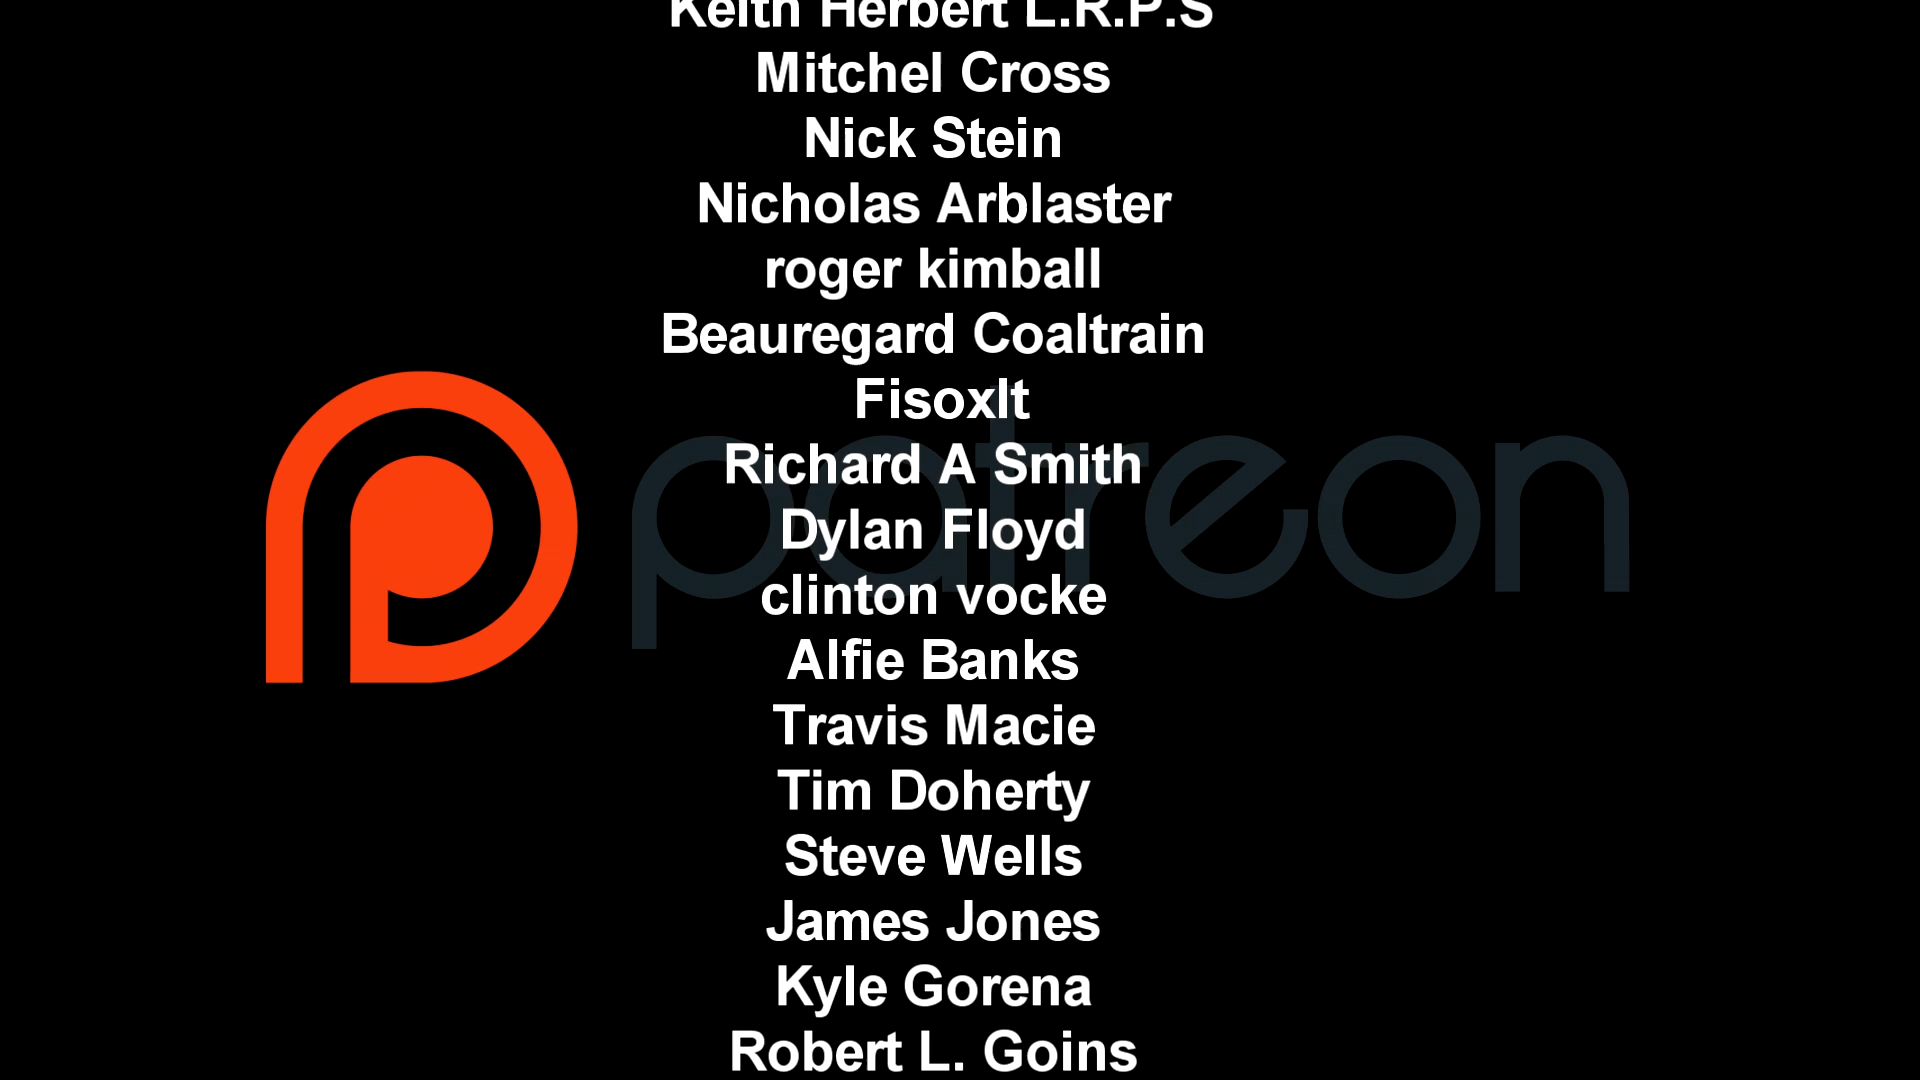 Keith Herbert L.R.P.S
Mitchel Cross
Nick Stein
Nicholas Arblaster
roger kimball
Beauregard Coaltrain
FisoxIt
Richard A Smith
patreon
Dylan Floyd
clinton vocke
Alfie Banks
Travis Macie
Tim Doherty
Steve Wells
James Jones
Kyle Gorena
Robert L. Goins